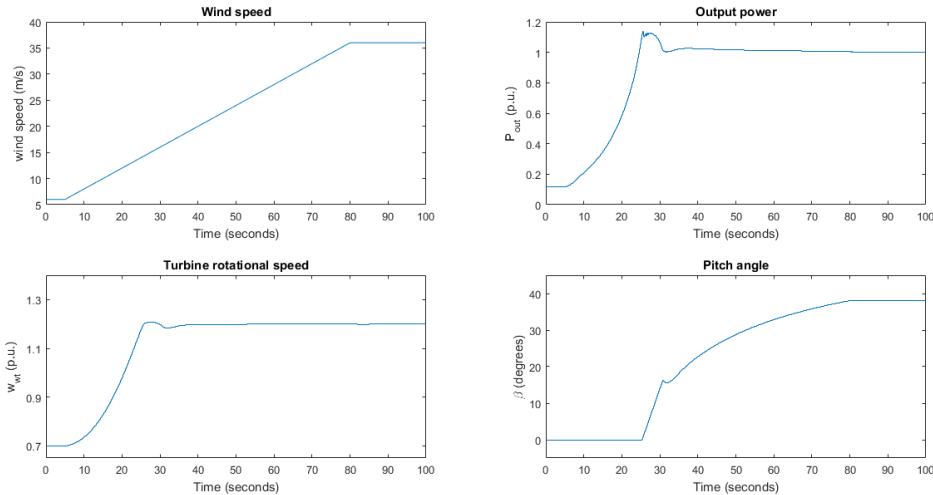 Wind speed
wind speed (m/s)
40
35
30
25
20
15
10
5
0 10 20 30 40 50 60 70 80 90 100
Time (seconds)
Output power
P_out (p.u.)
1.2
1
0.8
0.6
0.4
0.2
0
0 10 20 30 40 50 60 70 80 90 100
Time (seconds)
Turbine rotational speed
w_wt (p.u.)
1.3
1.1
0.9
0.7
0 10 20 30 40 50 60 70 80 90 100
Time (seconds)
Pitch angle
β (degrees)
40
30
20
10
0
0 10 20 30 40 50 60 70 80 90 100
Time (seconds)